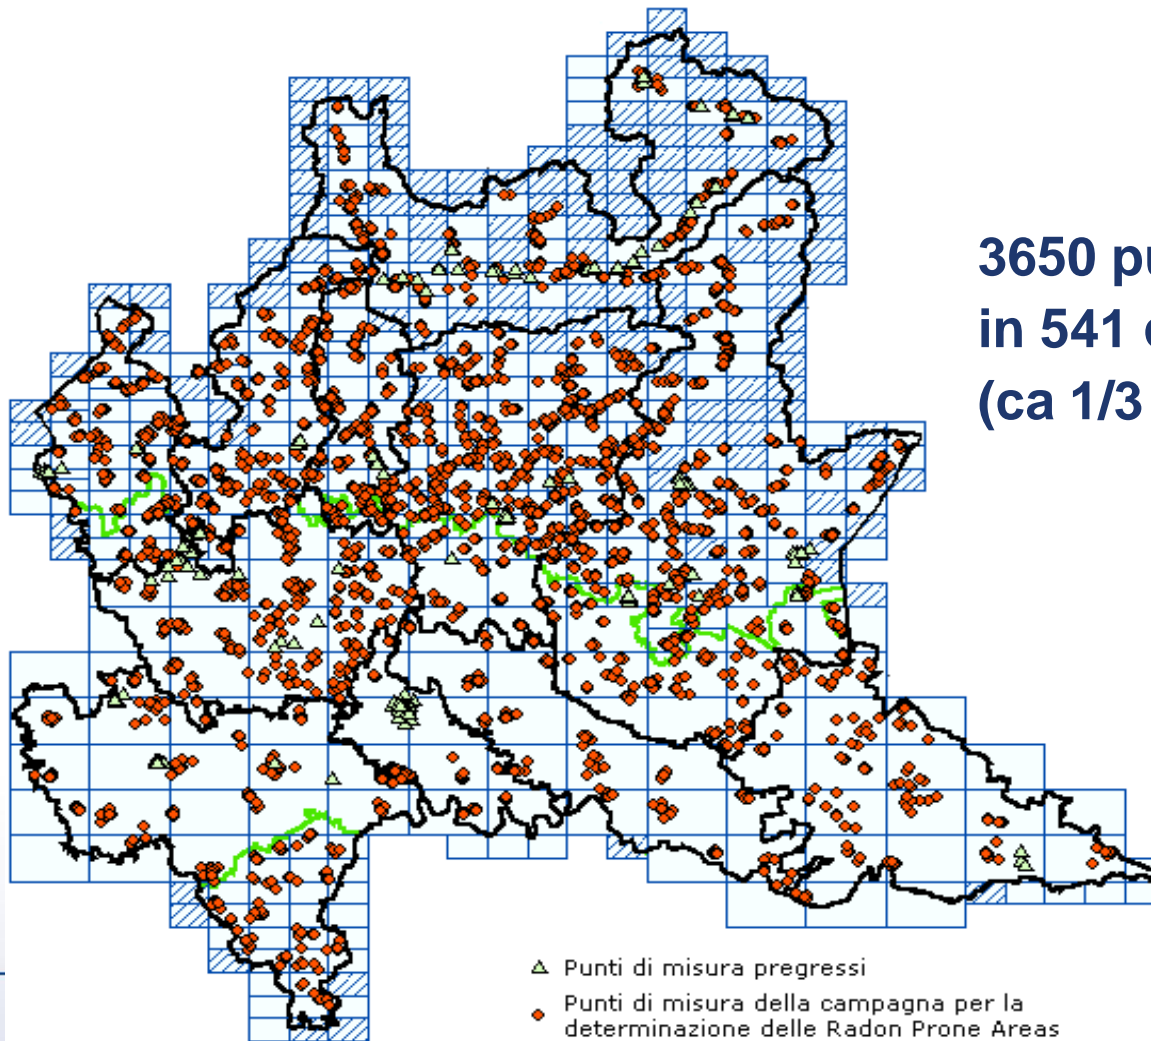 3650 pu
in 541 c
(ca 1/3
Punti di misura pregressi
Punti di misura della campagna per la
determinazione delle Radon Prone Areas